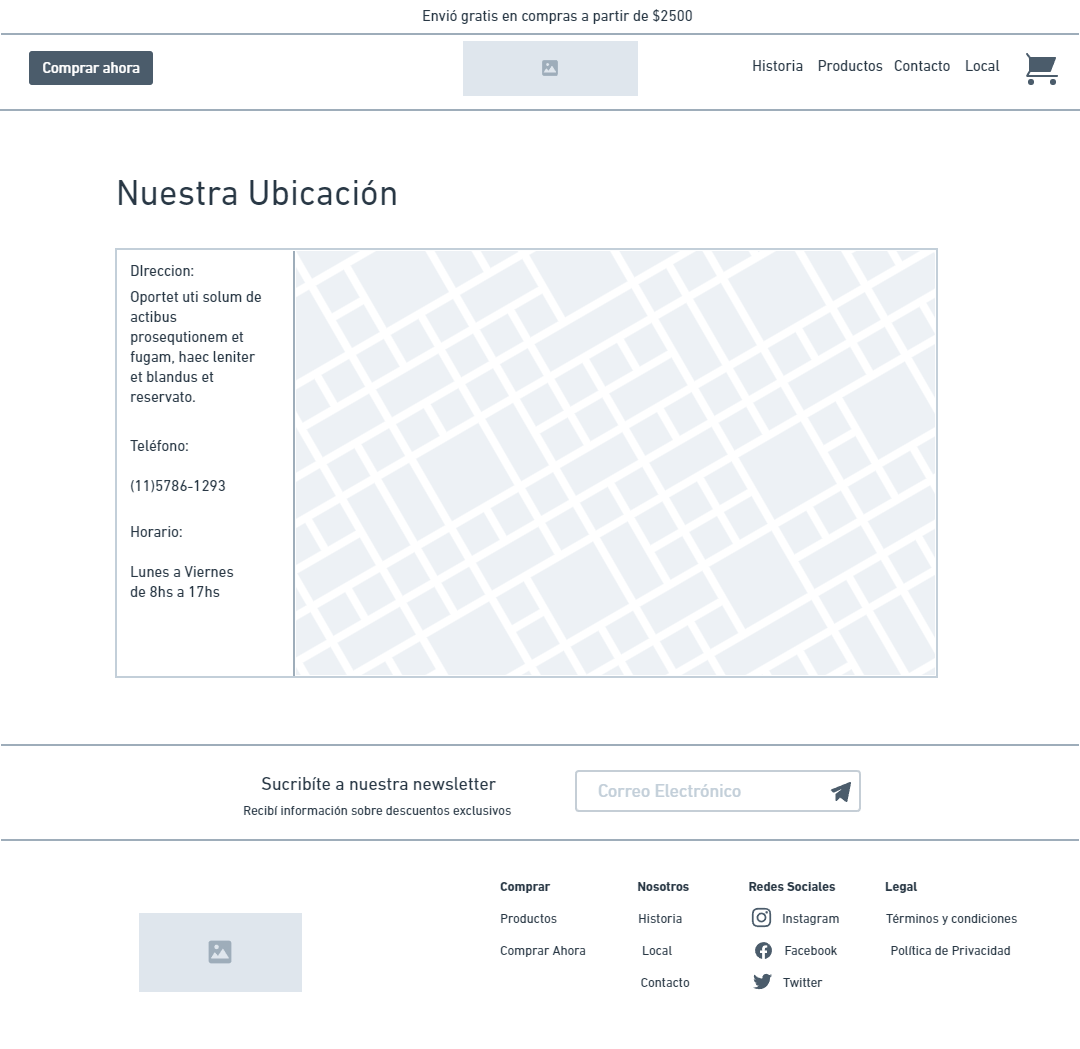 Envió gratis en compras a partir de $2500
Comprar ahora
Historia Productos Contacto Local
Nuestra Ubicación
DIreccion:
Oportet uti solum de
actibus
prosequtionem et
fugam, haec leniter
et blandus et
reservato.
Teléfono:
(11)5786-1293
Horario:
Lunes a Viernes
de 8hs a 17hs
Sucribíte a nuestra newsletter
Recibí información sobre descuentos exclusivos
Correo Electrónico
Comprar
Productos
Comprar Ahora
Nosotros
Historia
Local
Contacto
Redes Sociales
Instagram
Facebook
Twitter
Legal
Términos y condiciones
Política de Privacidad